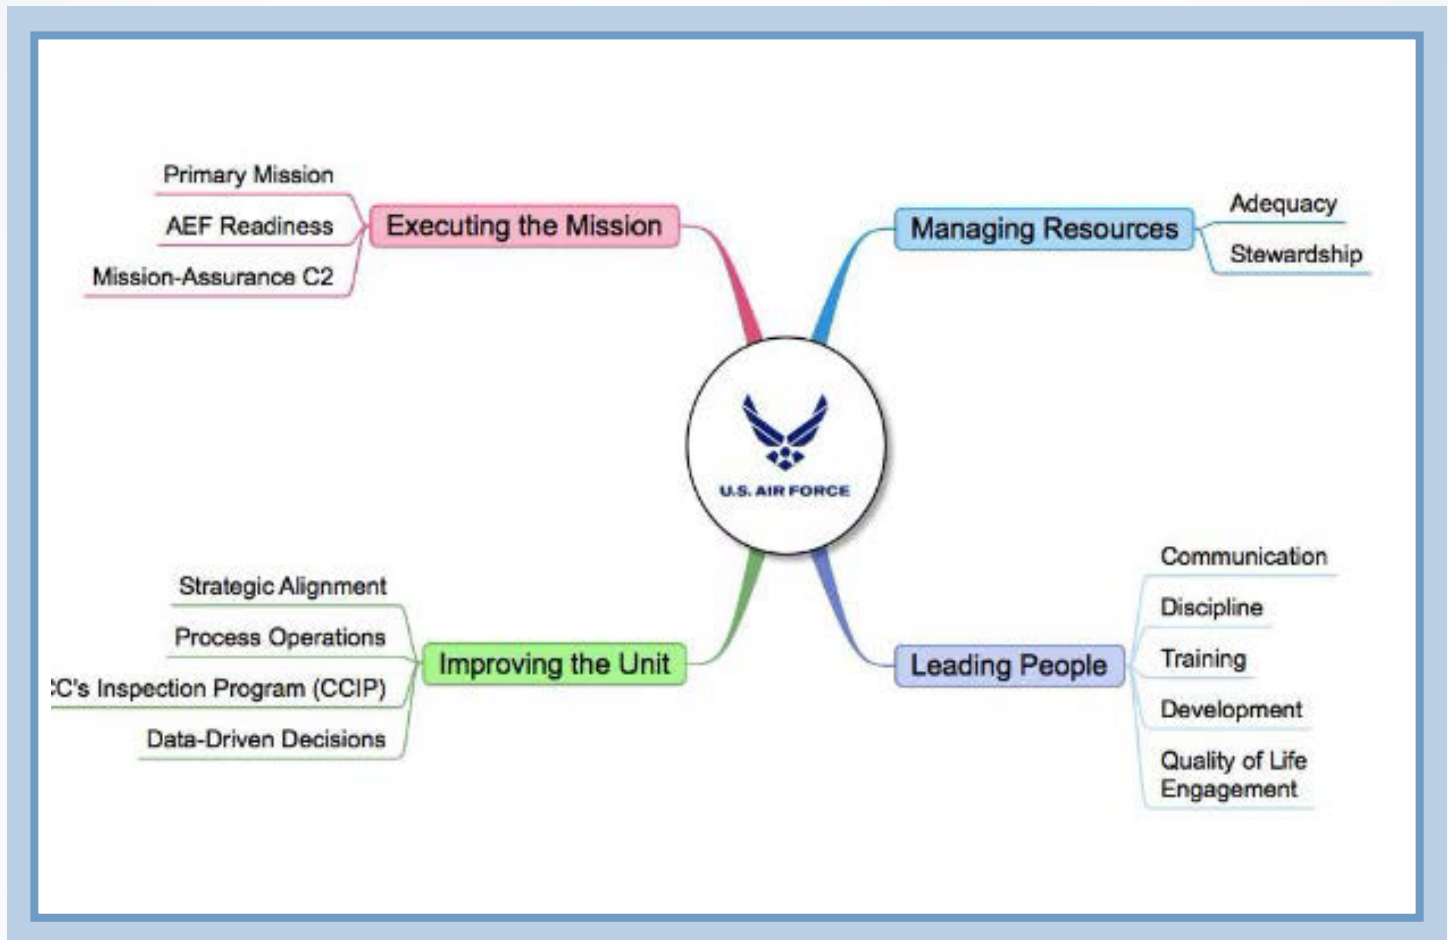 Primary Mission
AEF Readiness
Mission-Assurance C2
Executing the Mission
Managing Resources
Adequacy
Stewardship
U.S. AIR FORCE
Strategic Alignment
Process Operations
CC's Inspection Program (CCIP)
Data-Driven Decisions
Improving the Unit
Leading People
Communication
Discipline
Training
Development
Quality of Life
Engagement